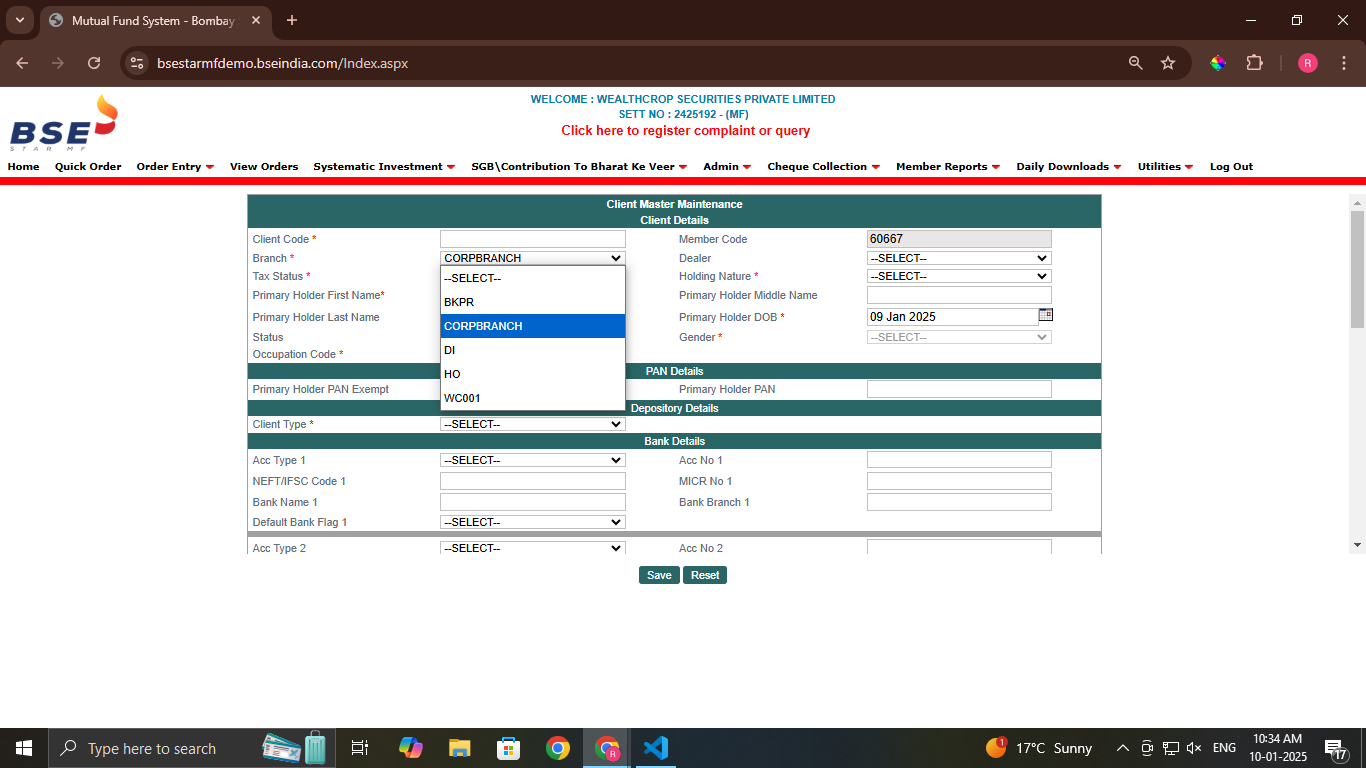 Mutual Fund System - Bombay
bsestarmfdemo.bseindia.com/Index.aspx
R
BSE
STAR MF
WELCOME : WEALTHCROP SECURITIES PRIVATE LIMITED
SETT NO : 2425192 - (MF)
Click here to register complaint or query
Home Quick Order Order Entry View Orders Systematic Investment SGB\Contribution To Bharat Ke Veer Admin Cheque Collection Member Reports Daily Downloads Utilities Log Out
Client Master Maintenance
Client Details
Client Code * Member Code 60667
Branch * CORPBRANCH Dealer --SELECT--
Tax Status * --SELECT-- Holding Nature * --SELECT--
Primary Holder First Name* BKPR Primary Holder Middle Name
Primary Holder Last Name CORPBRANCH Primary Holder DOB * 09 Jan 2025
Status DI Gender * --SELECT--
Occupation Code *
HO PAN Details
Primary Holder PAN Exempt WC001 Primary Holder PAN
Depository Details
Client Type * --SELECT--
Bank Details
Acc Type 1 --SELECT-- Acc No 1
NEFT/IFSC Code 1 MICR No 1
Bank Name 1 Bank Branch 1
Default Bank Flag 1 --SELECT--
Acc Type 2 --SELECT-- Acc No 2
Save Reset
Type here to search
R
1
17°C Sunny
ENG
10:34 AM
10-01-2025
17